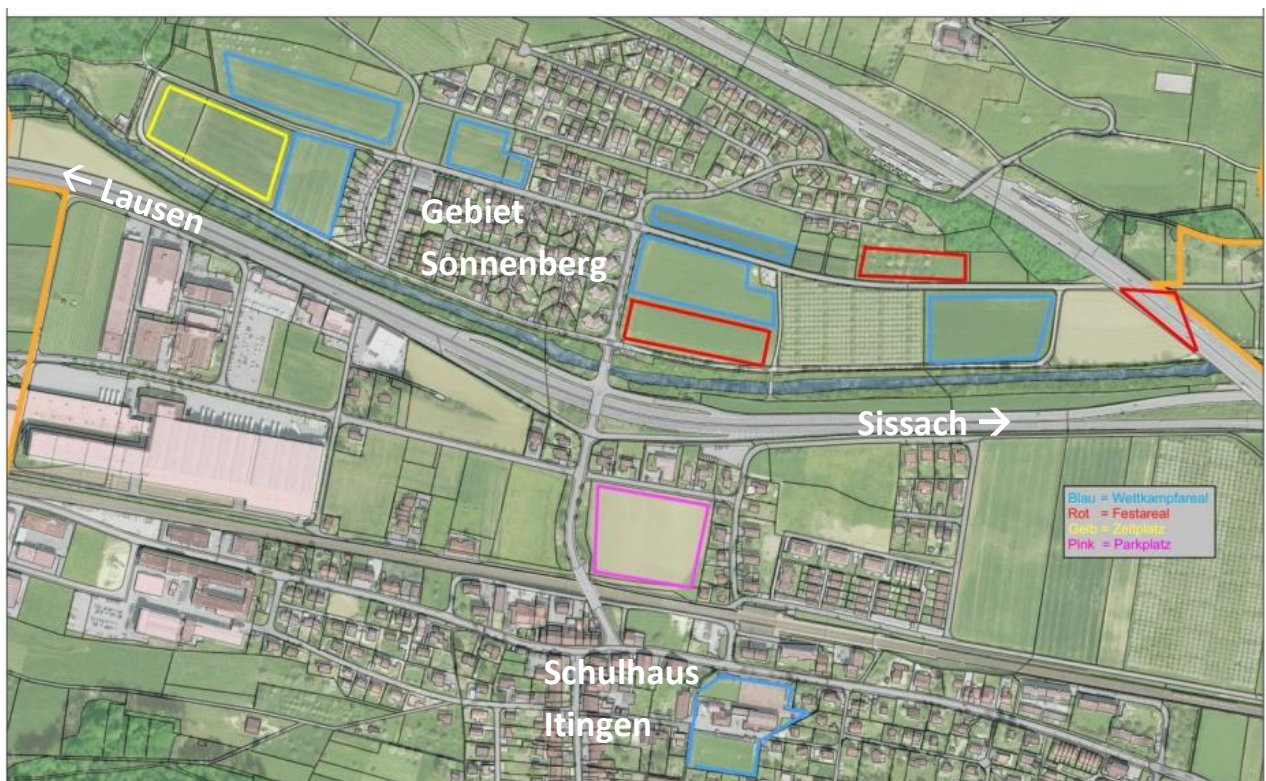 ← Lausen
Gebiet
Sonnenberg
Sissach →
Blau = Wettkampfareal
Rot = Festareal
Gelb = Zeltplatz
Pink = Parkplatz
Schulhaus
Itingen